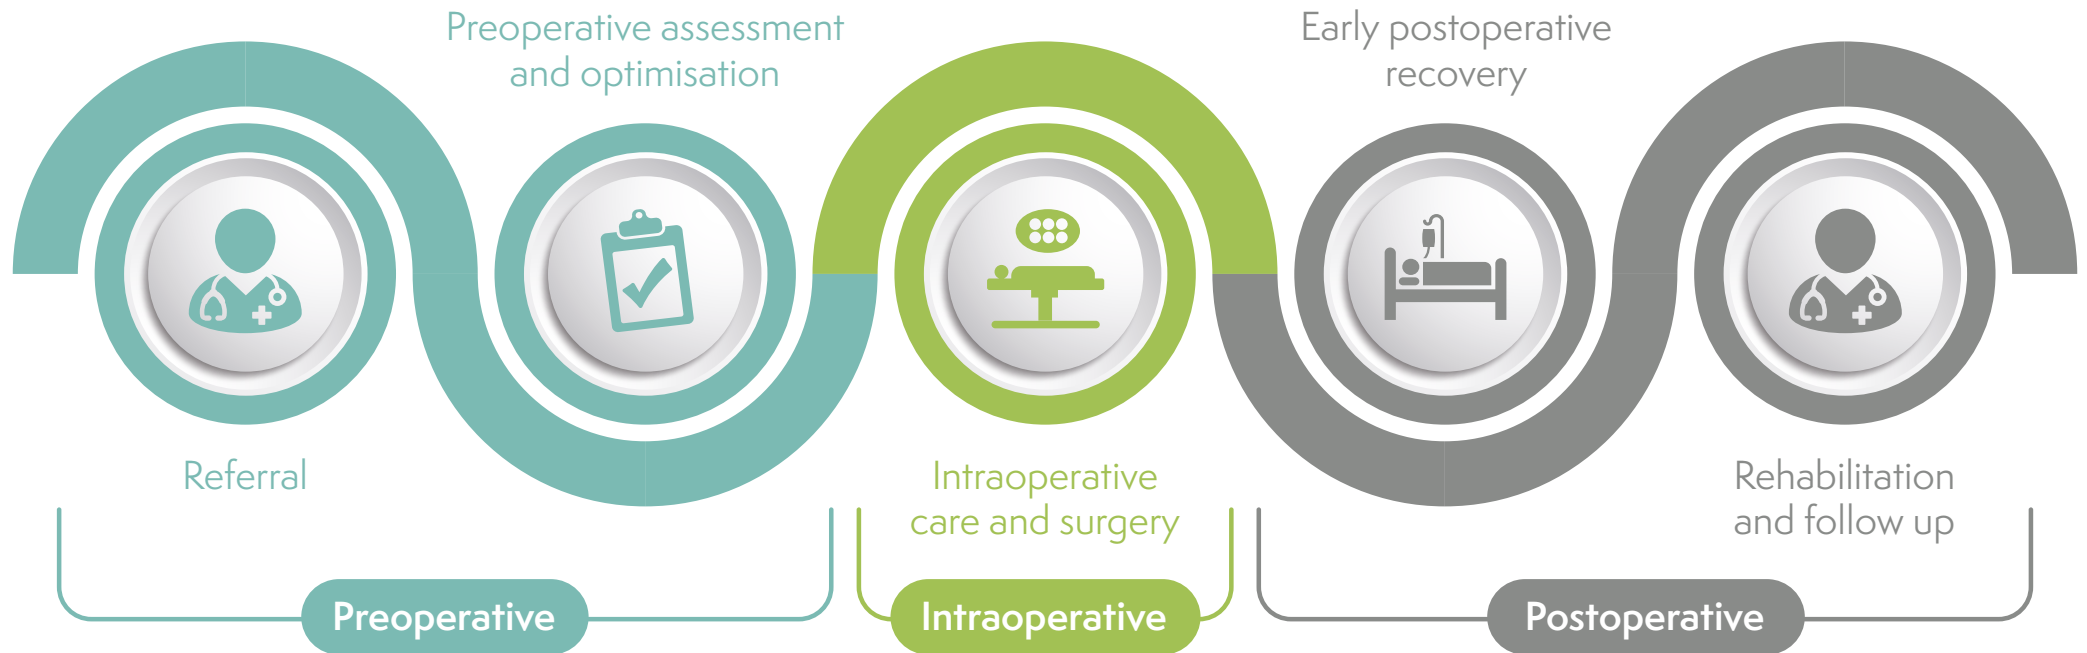 Preoperative assessment
and optimisation
Early postoperative
recovery
Referral
Intraoperative
care and surgery
Rehabilitation
and follow up
Preoperative
Intraoperative
Postoperative